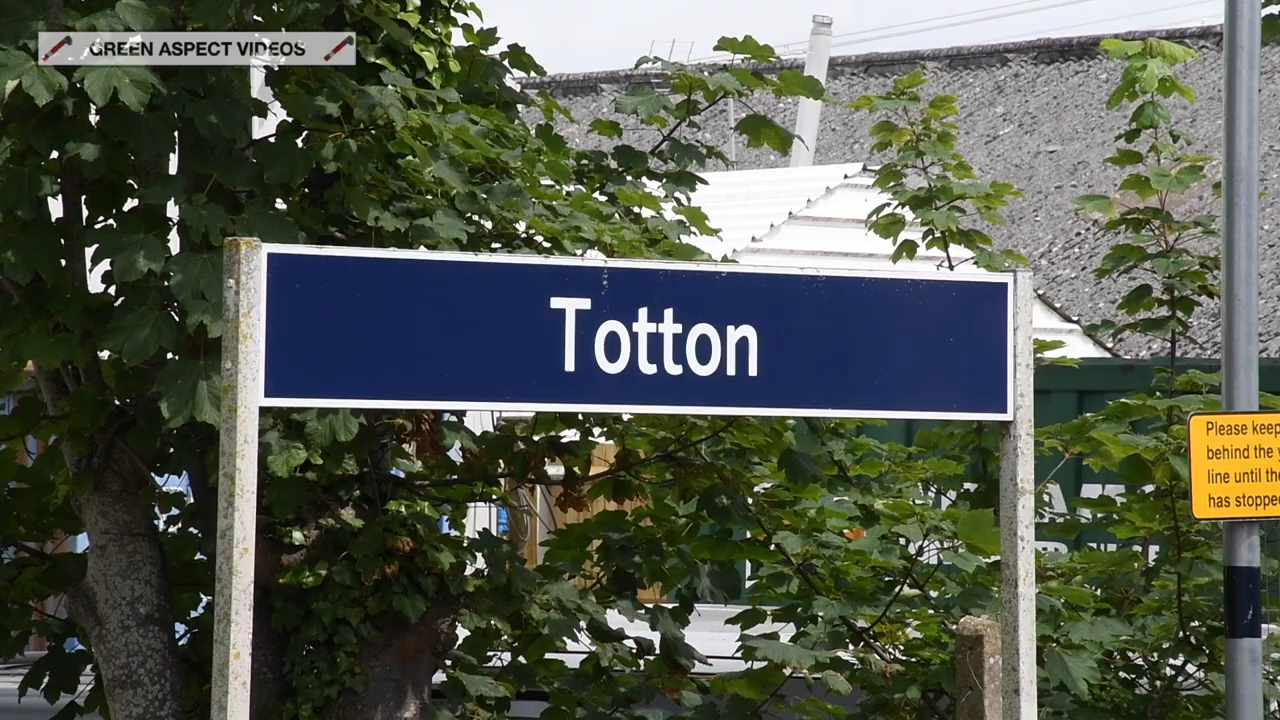 GREEN ASPECT VIDEOS
Totton
Please keep
behind the
line until the
has stopped